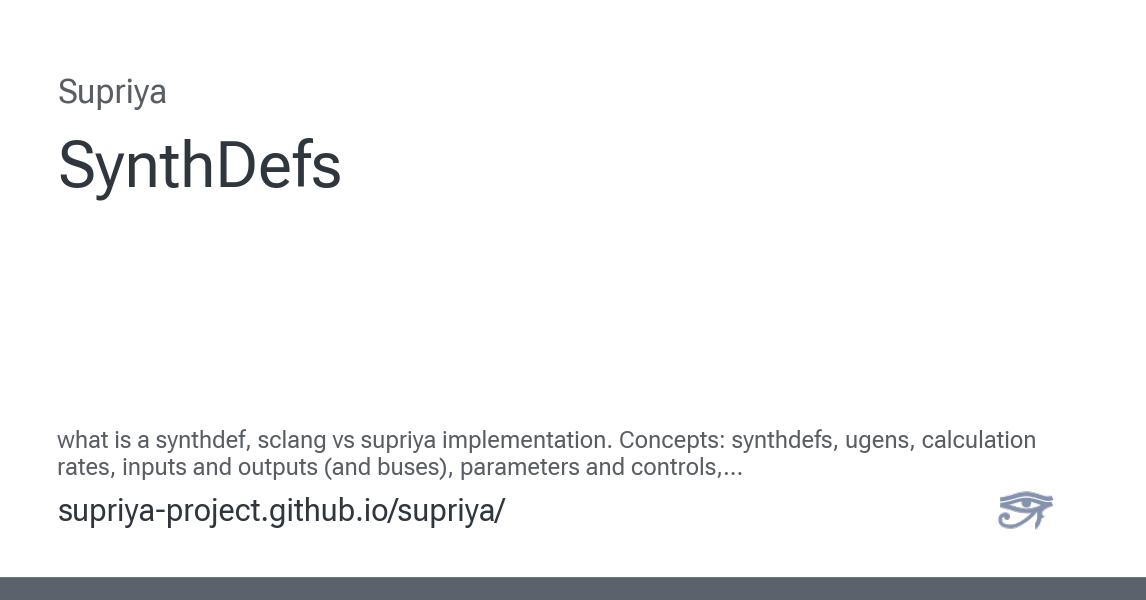 Supriya
SynthDefs
what is a synthdef, sclang vs supriya implementation. Concepts: synthdefs, ugens, calculation
rates, inputs and outputs (and buses), parameters and controls,...
supriya-project.github.io/supriya/